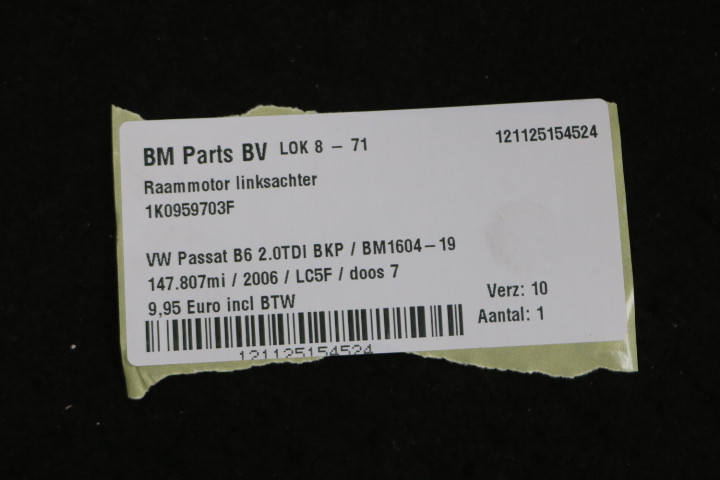 BM Parts BV LOK 8 – 71 121125154524
Raammotor linksachter
1K0959703F
VW Passat B6 2.0TDI BKP / BM1604–19
147.807mi / 2006 / LC5F / doos 7
9,95 Euro incl BTW
Verz: 10
Aantal: 1
121125154524